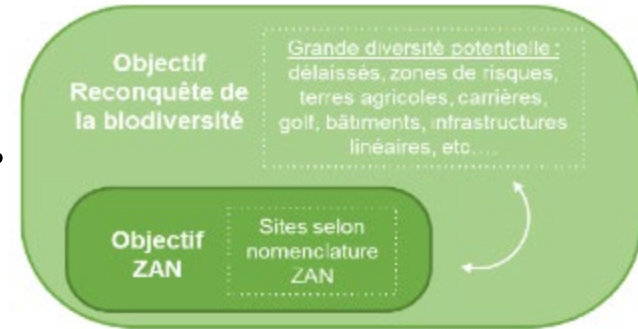 Objectif
Reconquête de
la biodiversité
Grande diversité potentielle :
délaissés, zones de risques,
terres agricoles, carrières,
golf, bâtiments, infrastructures
linéaires, etc....
Objectif
ZAN
Sites selon
nomenclature
ZAN